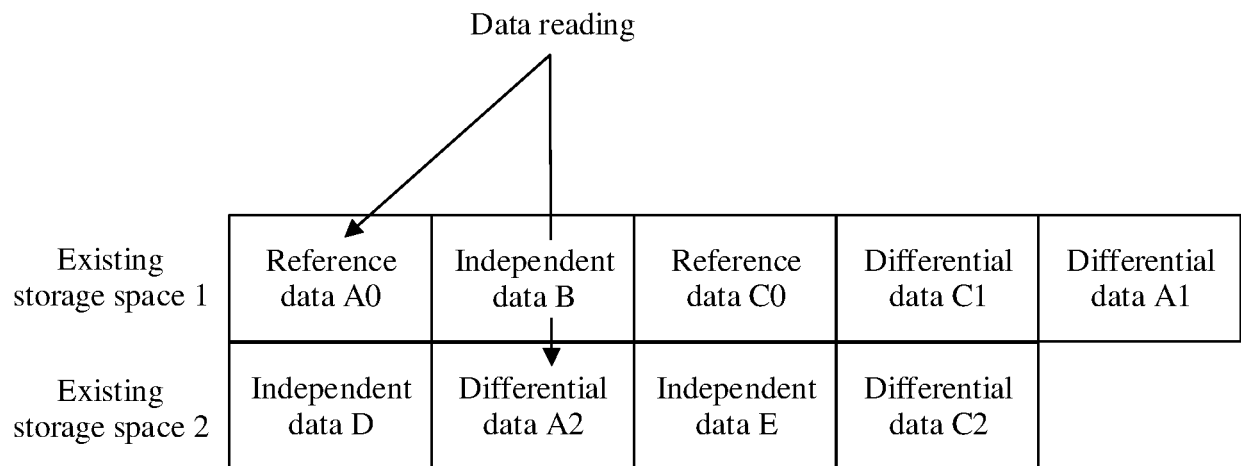 Data reading
Existing
storage space 1
Reference
data A0
Independent
data B
Reference
data C0
Differential
data C1
Differential
data A1
Existing
storage space 2
Independent
data D
Differential
data A2
Independent
data E
Differential
data C2